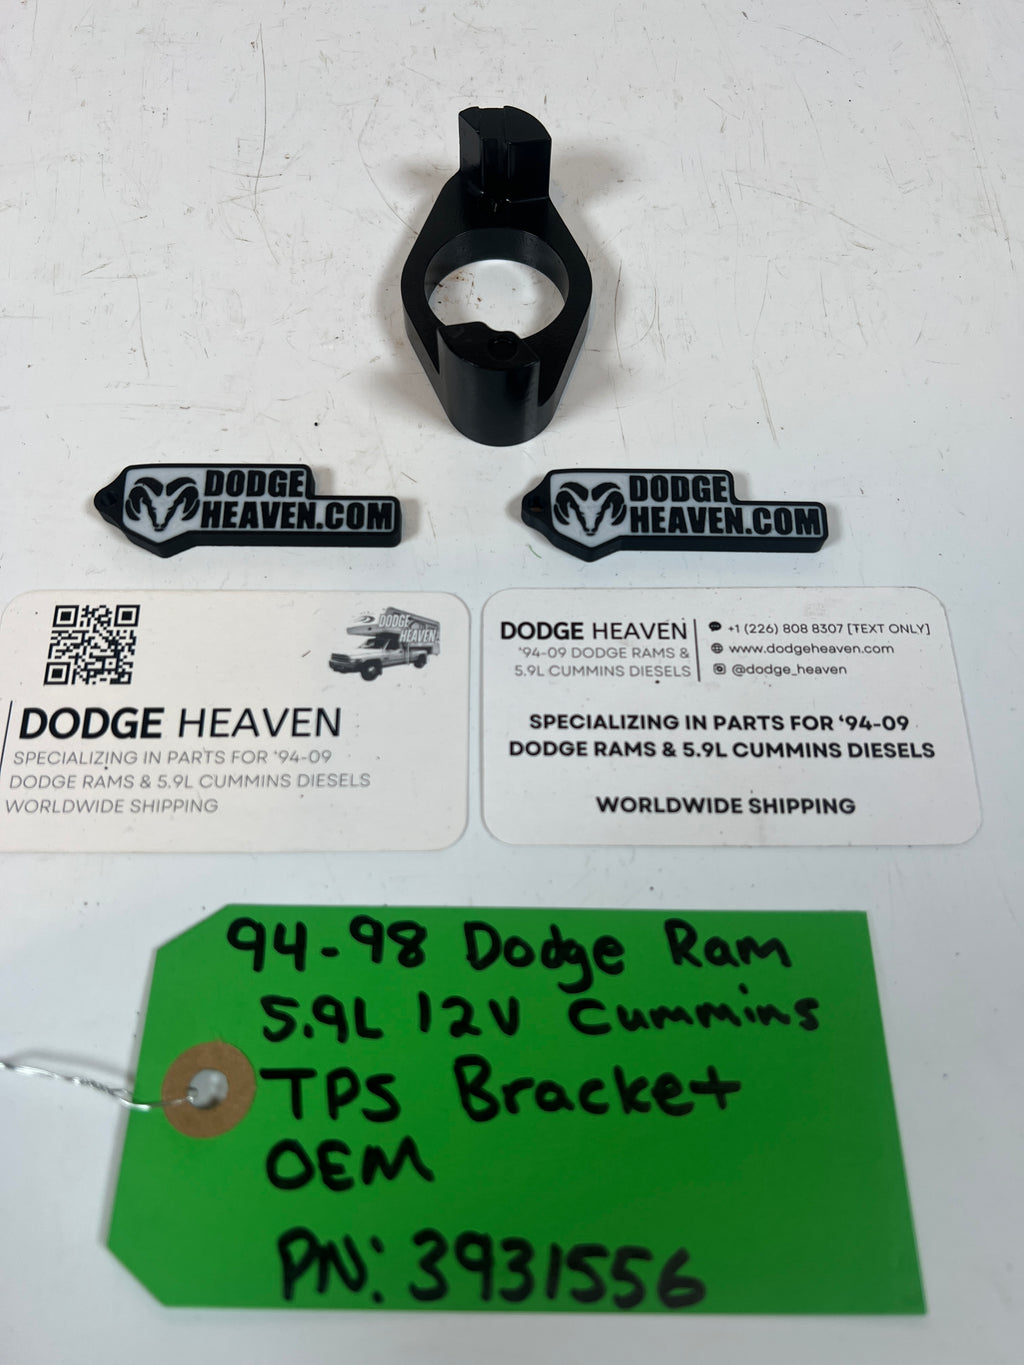 DODGE
HEAVEN.COM
DODGE
HEAVEN.COM
DODGE
HEAVEN
DODGE HEAVEN
SPECIALIZING IN PARTS FOR '94-09
DODGE RAMS & 5.9L CUMMINS DIESELS
WORLDWIDE SHIPPING
DODGE HEAVEN
'94-09 DODGE RAMS &
5.9L CUMMINS DIESELS
+1 (226) 808 8307 [TEXT ONLY]
www.dodgeheaven.com
@dodge_heaven
SPECIALIZING IN PARTS FOR '94-09
DODGE RAMS & 5.9L CUMMINS DIESELS
WORLDWIDE SHIPPING
94-98 Dodge Ram
5.9L 12V Cummins
TPS Bracket
OEM
PN: 3931556